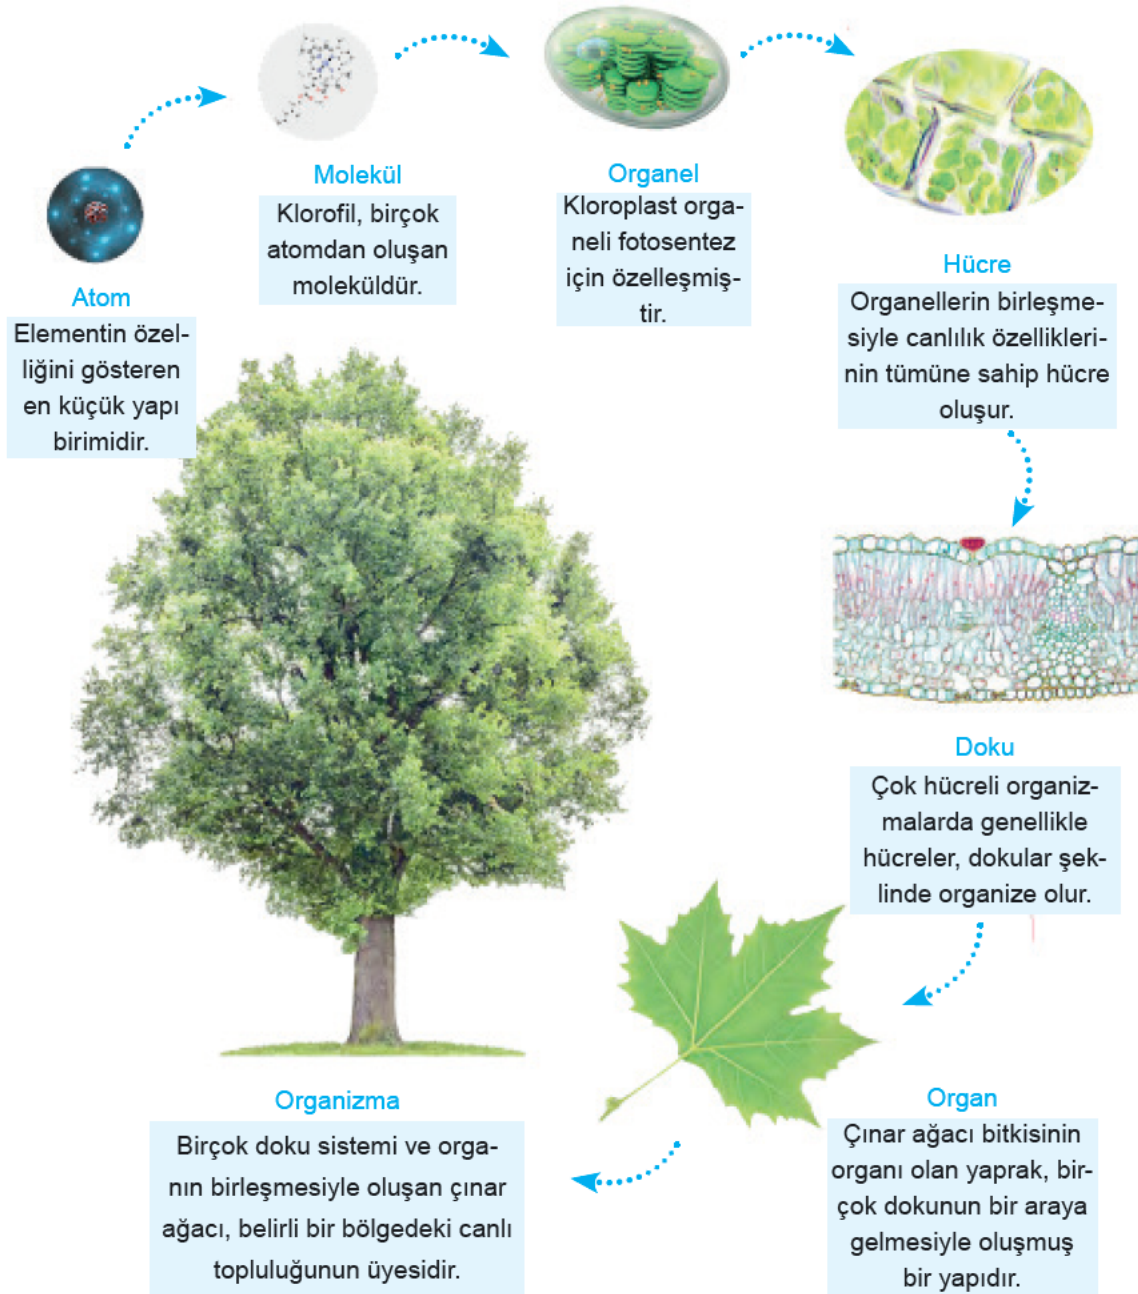 Atom
Elementin özel-
liğini gösteren
en küçük yapı
birimidir.
Molekül
Klorofil, birçok
atomdan oluşan
moleküldür.
Organel
Kloroplast orga-
neli fotosentez
için özelleşmiş-
tir.
Hücre
Organellerin birleşme-
siyle canlılık özellikleri-
nin tümüne sahip hücre
oluşur.
Doku
Çok hücreli organiz-
malarda genellikle
hücreler, dokular şek-
linde organize olur.
Organ
Çınar ağacı bitkisinin
organı olan yaprak, bir-
çok dokunun bir araya
gelmesiyle oluşmuş
bir yapıdır.
Organizma
Birçok doku sistemi ve orga-
nın birleşmesiyle oluşan çınar
ağacı, belirli bir bölgedeki canlı
topluluğunun üyesidir.